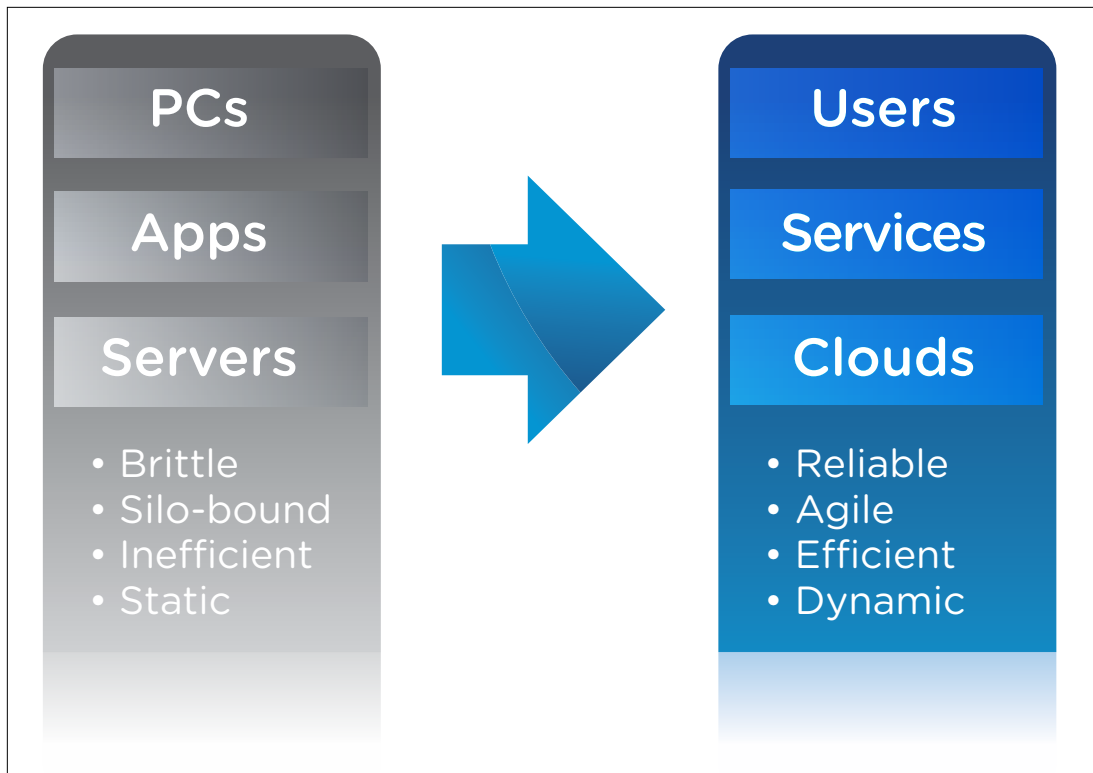 PCs
Apps
Servers
• Brittle
• Silo-bound
• Inefficient
• Static
Users
Services
Clouds
• Reliable
• Agile
• Efficient
• Dynamic